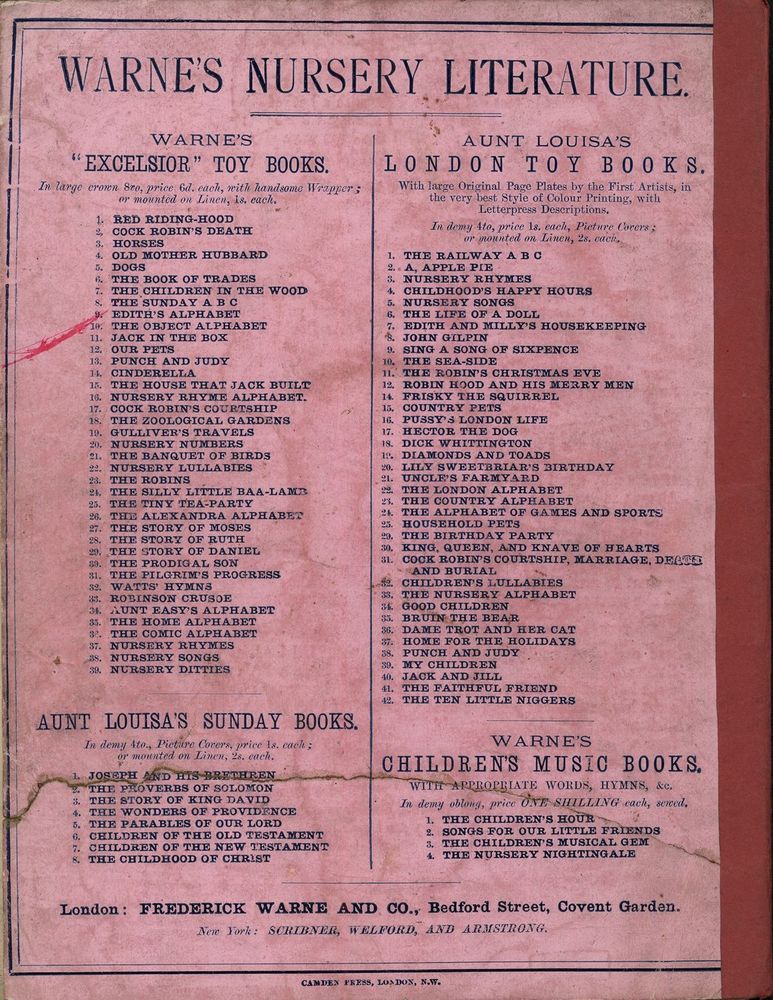 WARNE'S NURSERY LITERATURE.
WARNE'S
"EXCELSIOR" TOY BOOKS.
In large crown 8vo, price 6d. each, with handsome Wrapper;
or mounted on Linen, 1s. each.
1. RED RIDING-HOOD
2. COCK ROBIN'S DEATH
3. HORSES
4. OLD MOTHER HUBBARD
5. DOGS
6. THE BOOK OF TRADES
7. THE CHILDREN IN THE WOOD
8. THE SUNDAY A B C
9. EDITH'S ALPHABET
10. THE OBJECT ALPHABET
11. JACK IN THE BOX
12. OUR PETS
13. PUNCH AND JUDY
14. CINDERELLA
15. THE HOUSE THAT JACK BUILT
16. NURSERY RHYME ALPHABET.
17. COCK ROBIN'S COURTSHIP
18. THE ZOOLOGICAL GARDENS
19. GULLIVER'S TRAVELS
20. NURSERY NUMBERS
21. THE BANQUET OF BIRDS
22. NURSERY LULLABIES
23. THE ROBINS
24. THE SILLY LITTLE BAA-LAMB
25. THE TINY TEA-PARTY
26. THE ALEXANDRA ALPHABET
27. THE STORY OF MOSES
28. THE STORY OF RUTH
29. THE STORY OF DANIEL
30. THE PRODIGAL SON
31. THE PILGRIM'S PROGRESS
32. WATTS' HYMNS
33. ROBINSON CRUSOE
34. AUNT EASY'S ALPHABET
35. THE HOME ALPHABET
36. THE COMIC ALPHABET
37. NURSERY RHYMES
38. NURSERY SONGS
39. NURSERY DITTIES
AUNT LOUISA'S SUNDAY BOOKS.
In demy 4to., Picture Covers, price 1s. each;
or mounted on Linen, 2s. each.
1. JOSEPH AND HIS BRETHREN
2. THE PROVERBS OF SOLOMON
3. THE STORY OF KING DAVID
4. THE WONDERS OF PROVIDENCE
5. THE PARABLES OF OUR LORD
6. CHILDREN OF THE OLD TESTAMENT
7. CHILDREN OF THE NEW TESTAMENT
8. THE CHILDHOOD OF CHRIST
AUNT LOUISA'S
LONDON TOY BOOKS.
With large Original Page Plates by the First Artists, in
the very best Style of Colour Printing, with
Letterpress Descriptions.
In demy 4to, price 1s. each, Picture Covers;
or mounted on Linen, 2s. each.
1. THE RAILWAY A B C
2. A, APPLE PIE
3. NURSERY RHYMES
4. CHILDHOOD'S HAPPY HOURS
5. NURSERY SONGS
6. THE LIFE OF A DOLL
7. EDITH AND MILLY'S HOUSEKEEPING
8. JOHN GILPIN
9. SING A SONG OF SIXPENCE
10. THE SEA-SIDE
11. THE ROBIN'S CHRISTMAS EVE
12. ROBIN HOOD AND HIS MERRY MEN
14. FRISKY THE SQUIRREL
15. COUNTRY PETS
16. PUSSY'S LONDON LIFE
17. HECTOR THE DOG
18. DICK WHITTINGTON
19. DIAMONDS AND TOADS
20. LILY SWEETBRIAR'S BIRTHDAY
21. UNCLE'S FARMYARD
22. THE LONDON ALPHABET
23. THE COUNTRY ALPHABET
24. THE ALPHABET OF GAMES AND SPORTS
25. HOUSEHOLD PETS
29. THE BIRTHDAY PARTY
30. KING, QUEEN, AND KNAVE OF HEARTS
31. COCK ROBIN'S COURTSHIP, MARRIAGE, DEATH
AND BURIAL
32. CHILDREN'S LULLABIES
33. THE NURSERY ALPHABET
34. GOOD CHILDREN
35. BRUIN THE BEAR
36. DAME TROT AND HER CAT
37. HOME FOR THE HOLIDAYS
38. PUNCH AND JUDY
39. MY CHILDREN
40. JACK AND JILL
41. THE FAITHFUL FRIEND
42. THE TEN LITTLE NIGGERS
WARNE'S
CHILDREN'S MUSIC BOOKS.
WITH APPROPRIATE WORDS, HYMNS, &c.
In demy oblong, price ONE SHILLING each, sewed.
1. THE CHILDREN'S HOUR
2. SONGS FOR OUR LITTLE FRIENDS
3. THE CHILDREN'S MUSICAL GEM
4. THE NURSERY NIGHTINGALE
London: FREDERICK WARNE AND CO., Bedford Street, Covent Garden.
New York: SCRIBNER, WELFORD, AND ARMSTRONG.
CAMDEN PRESS, LONDON, N.W.